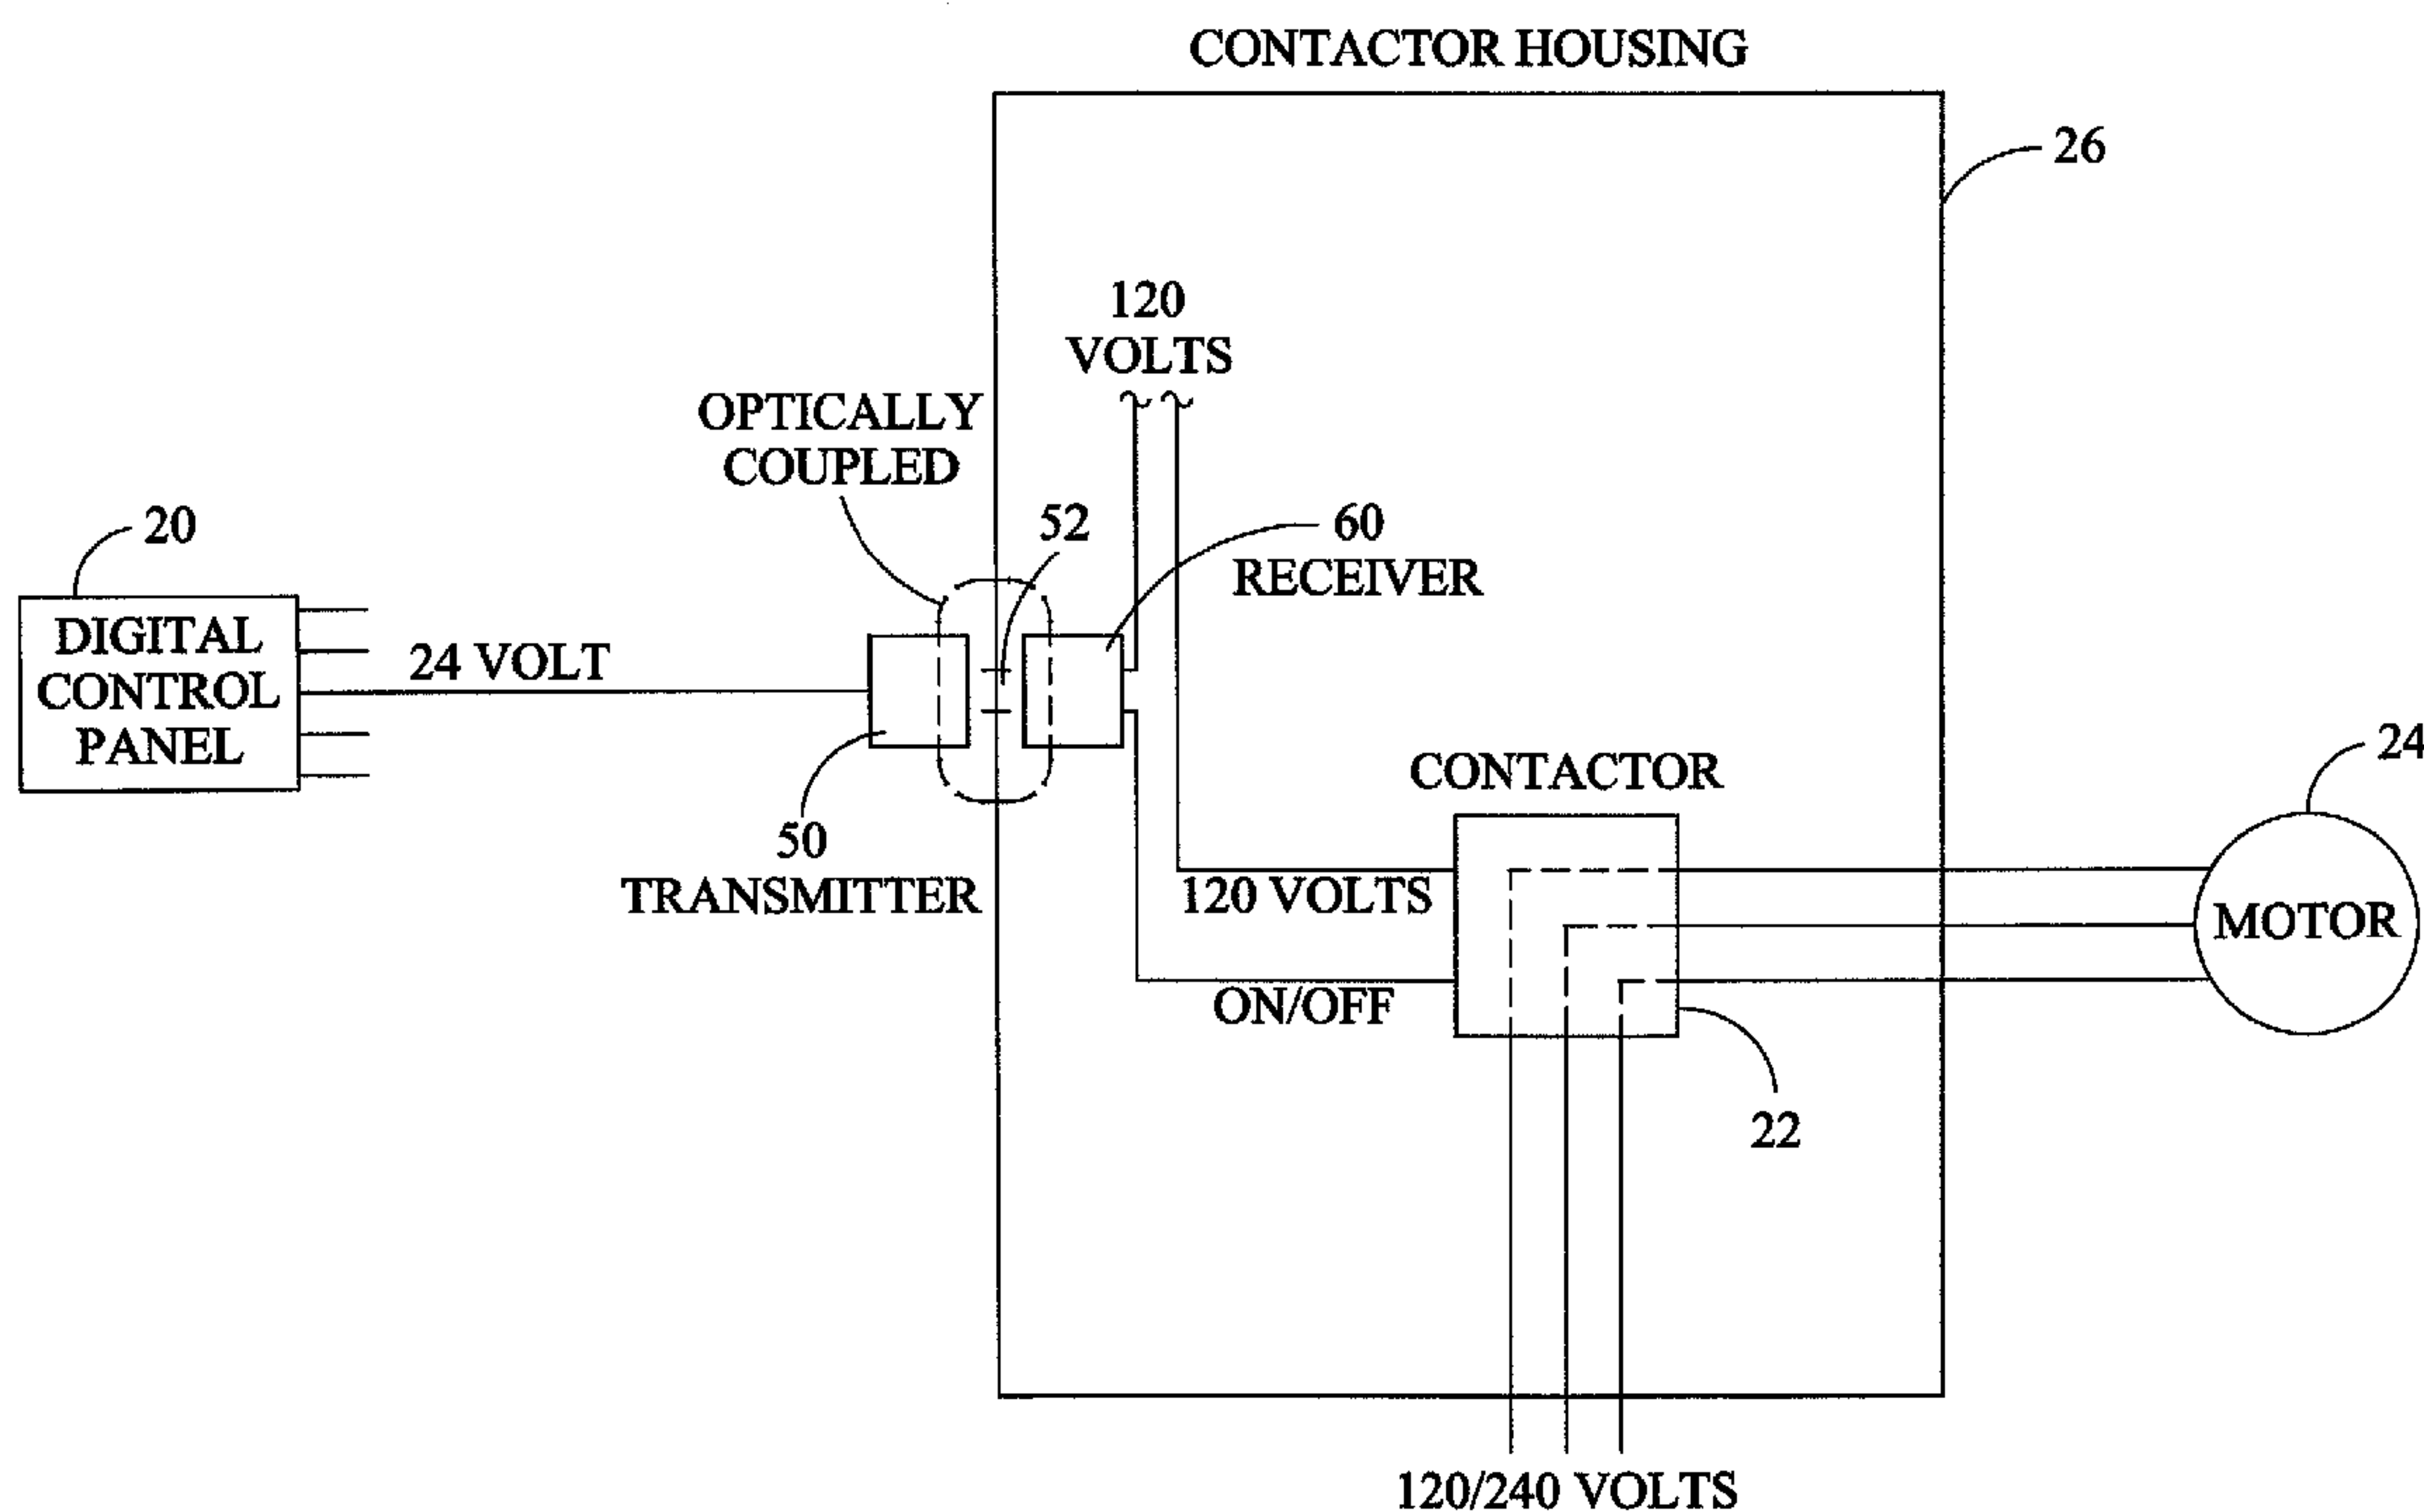 CONTACTOR HOUSING
26
120
VOLTS
OPTICALLY
COUPLED
52
60
RECEIVER
20
DIGITAL
CONTROL
PANEL
24 VOLT
50
TRANSMITTER
CONTACTOR
24
MOTOR
120 VOLTS
ON/OFF
22
120/240 VOLTS